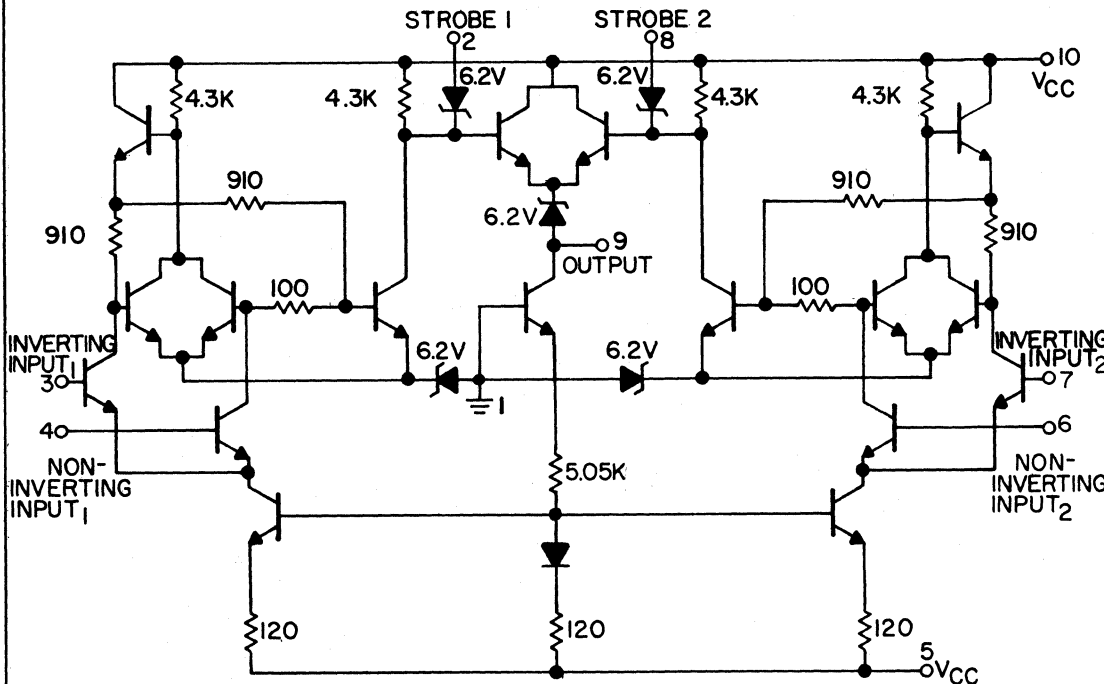 STROBE 1
2
STROBE 2
8
10
VCC
4.3K
4.3K
6.2V
6.2V
4.3K
4.3K
910
910
910
910
6.2V
9
OUTPUT
100
100
INVERTING
INPUT1
3
6.2V
6.2V
1
INVERTING
INPUT2
7
4
6
NON-
INVERTING
INPUT1
5.05K
NON-
INVERTING
INPUT2
120
120
120
5
VCC